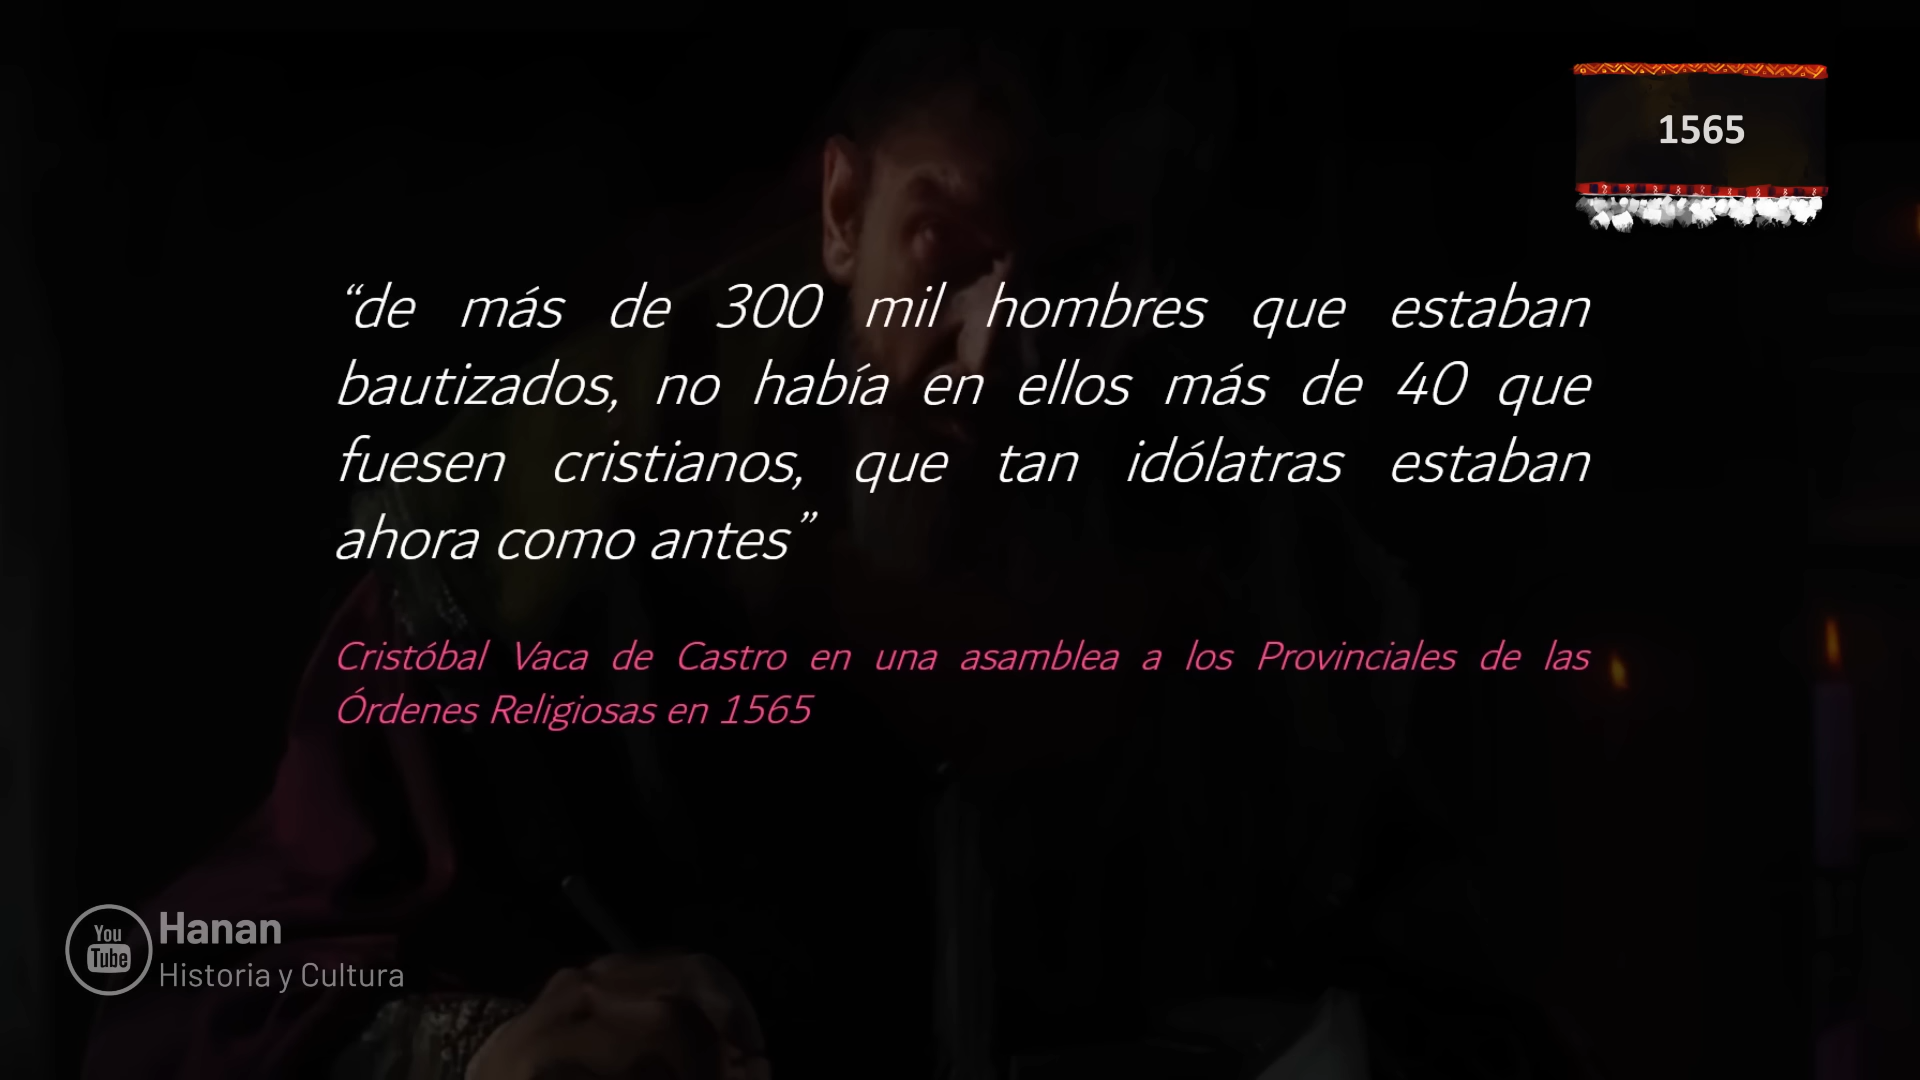 1565
“de más de 300 mil hombres que estaban
bautizados, no había en ellos más de 40 que
fuesen cristianos, que tan idólatras estaban
ahora como antes”
Cristóbal Vaca de Castro en una asamblea a los Provinciales de las
Órdenes Religiosas en 1565
You
Tube
Hanan
Historia y Cultura